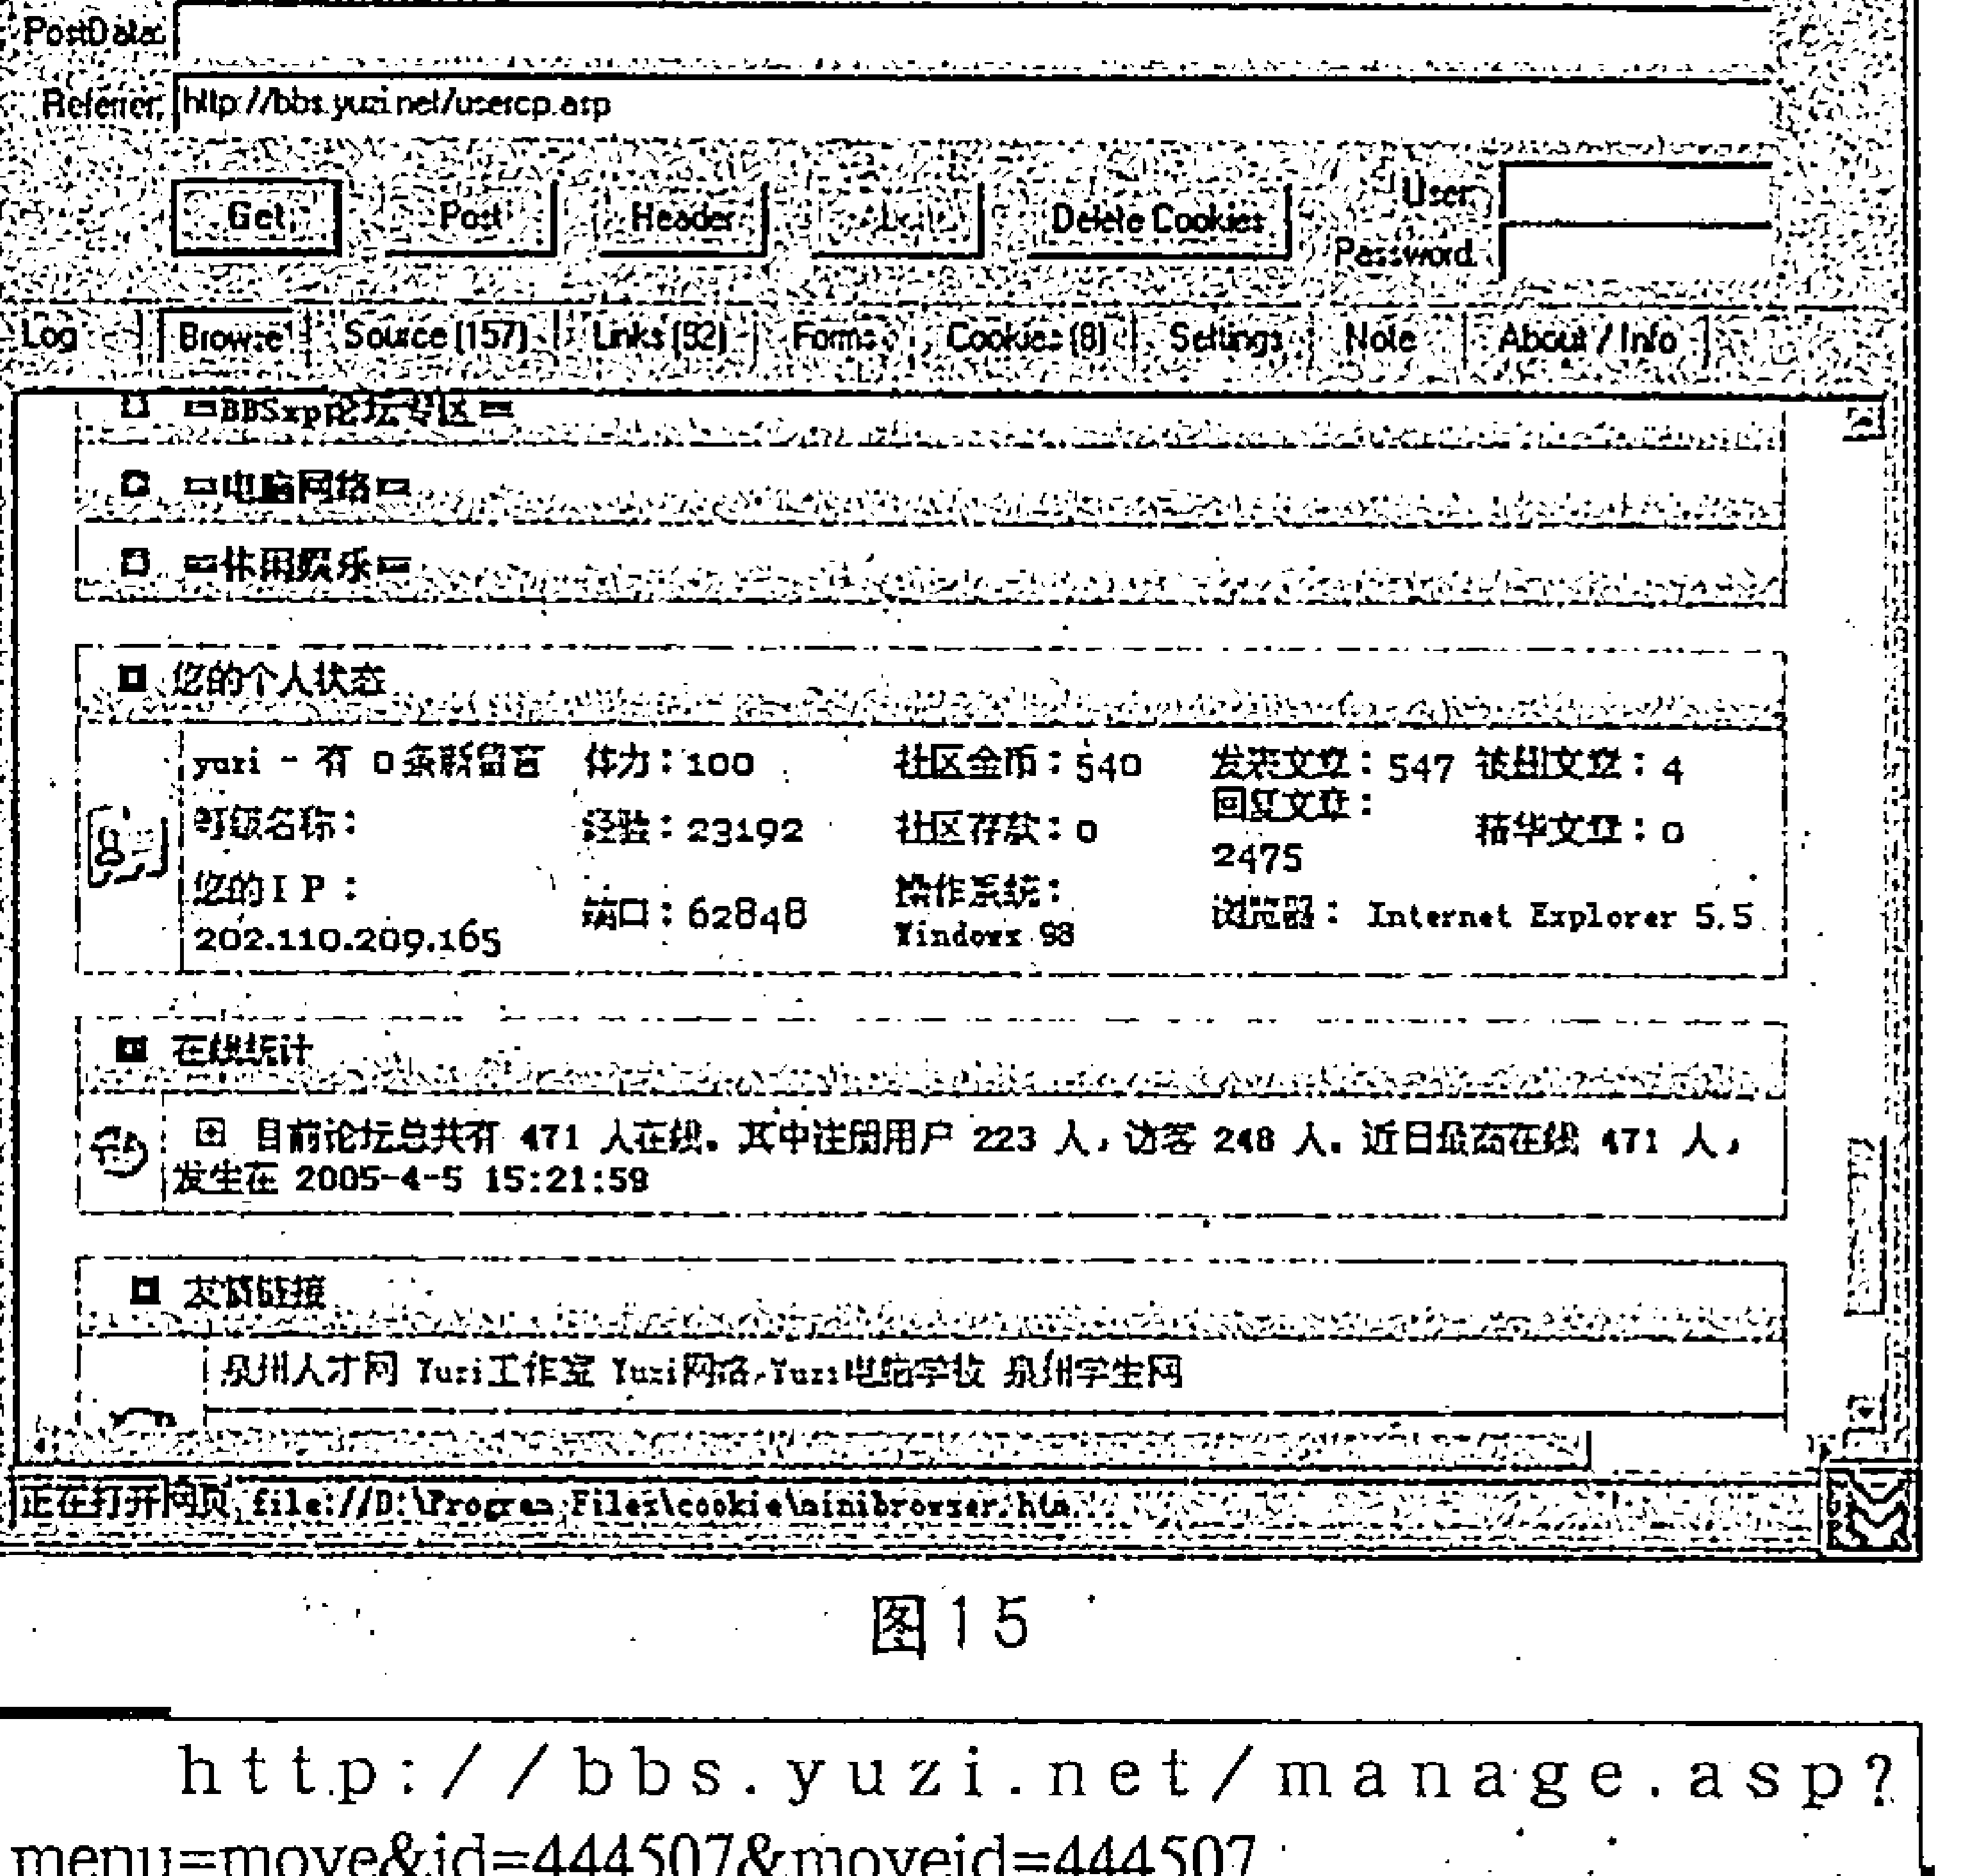 PostData:
Referrer: http://bbs.yuzi.net/usercp.asp
Get Post Header Delete Cookies User: Password:
Log Browse Source (157) Links (92) Forms Cookies (8) Settings Note About / Info
=BBSxp论坛专区=
=电脑网络=
=休闲娱乐=
您的个人状态
yuzi - 有 0条新留言 体力：100 社区金币：540 发表文章：547 被删文章：4
等级名称： 经验：23192 社区存款：0 回复文章：2475 精华文章：0
您的I P：202.110.209.165 端口：62848 操作系统：Windows 98 浏览器： Internet Explorer 5.5
在线统计
目前论坛总共有 471 人在线. 其中注册用户 223 人, 访客 248 人. 近日最高在线 471 人,
发生在 2005-4-5 15:21:59
友情链接
泉州人才网 Yuzi工作室 Yuzi网络 Yuzi电脑学校 泉州学生网
正在打开网页 file://D:\Program Files\cookie\minibrowser.htm
图15
http://bbs.yuzi.net/manage.asp?
menu=move&id=444507&moveid=444507